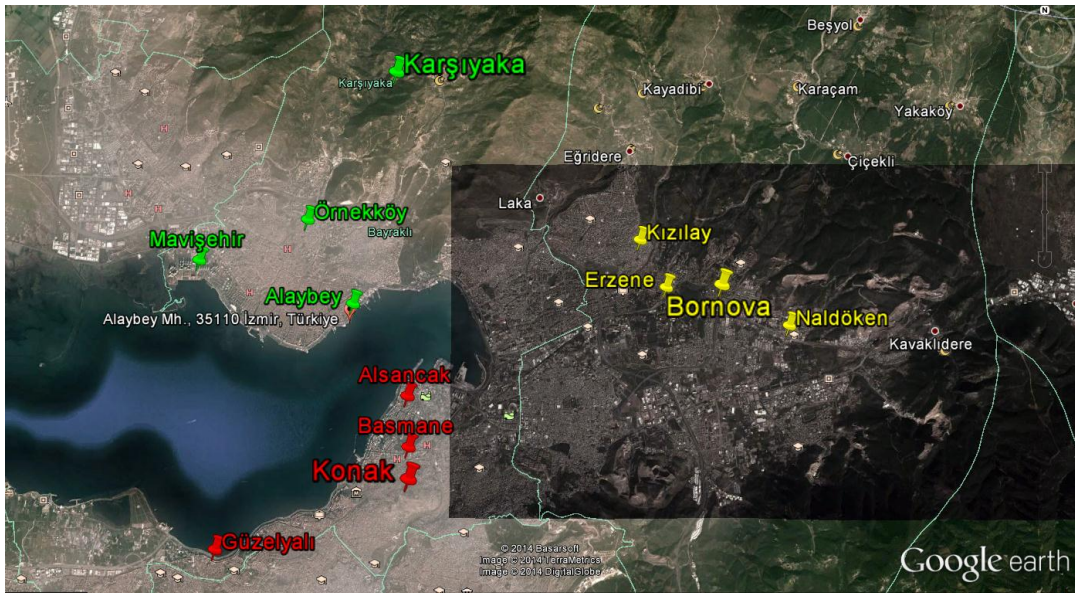 N
Beşyol
Karşıyaka
Karşıyaka
Kayadibi
Karaçam
Yakaköy
Eğridere
Çiçekli
Laka
Örnekköy
Bayraklı
Mavişehir
Kızılay
Erzene
Alaybey
Bornova
Alaybey Mh., 35110 İzmir, Türkiye
Naldöken
Kavaklıdere
Alsancak
Basmane
Konak
Güzelyalı
© 2014 Basarsoft
Image © 2014 TerraMetrics
Image © 2014 DigitalGlobe
Google earth